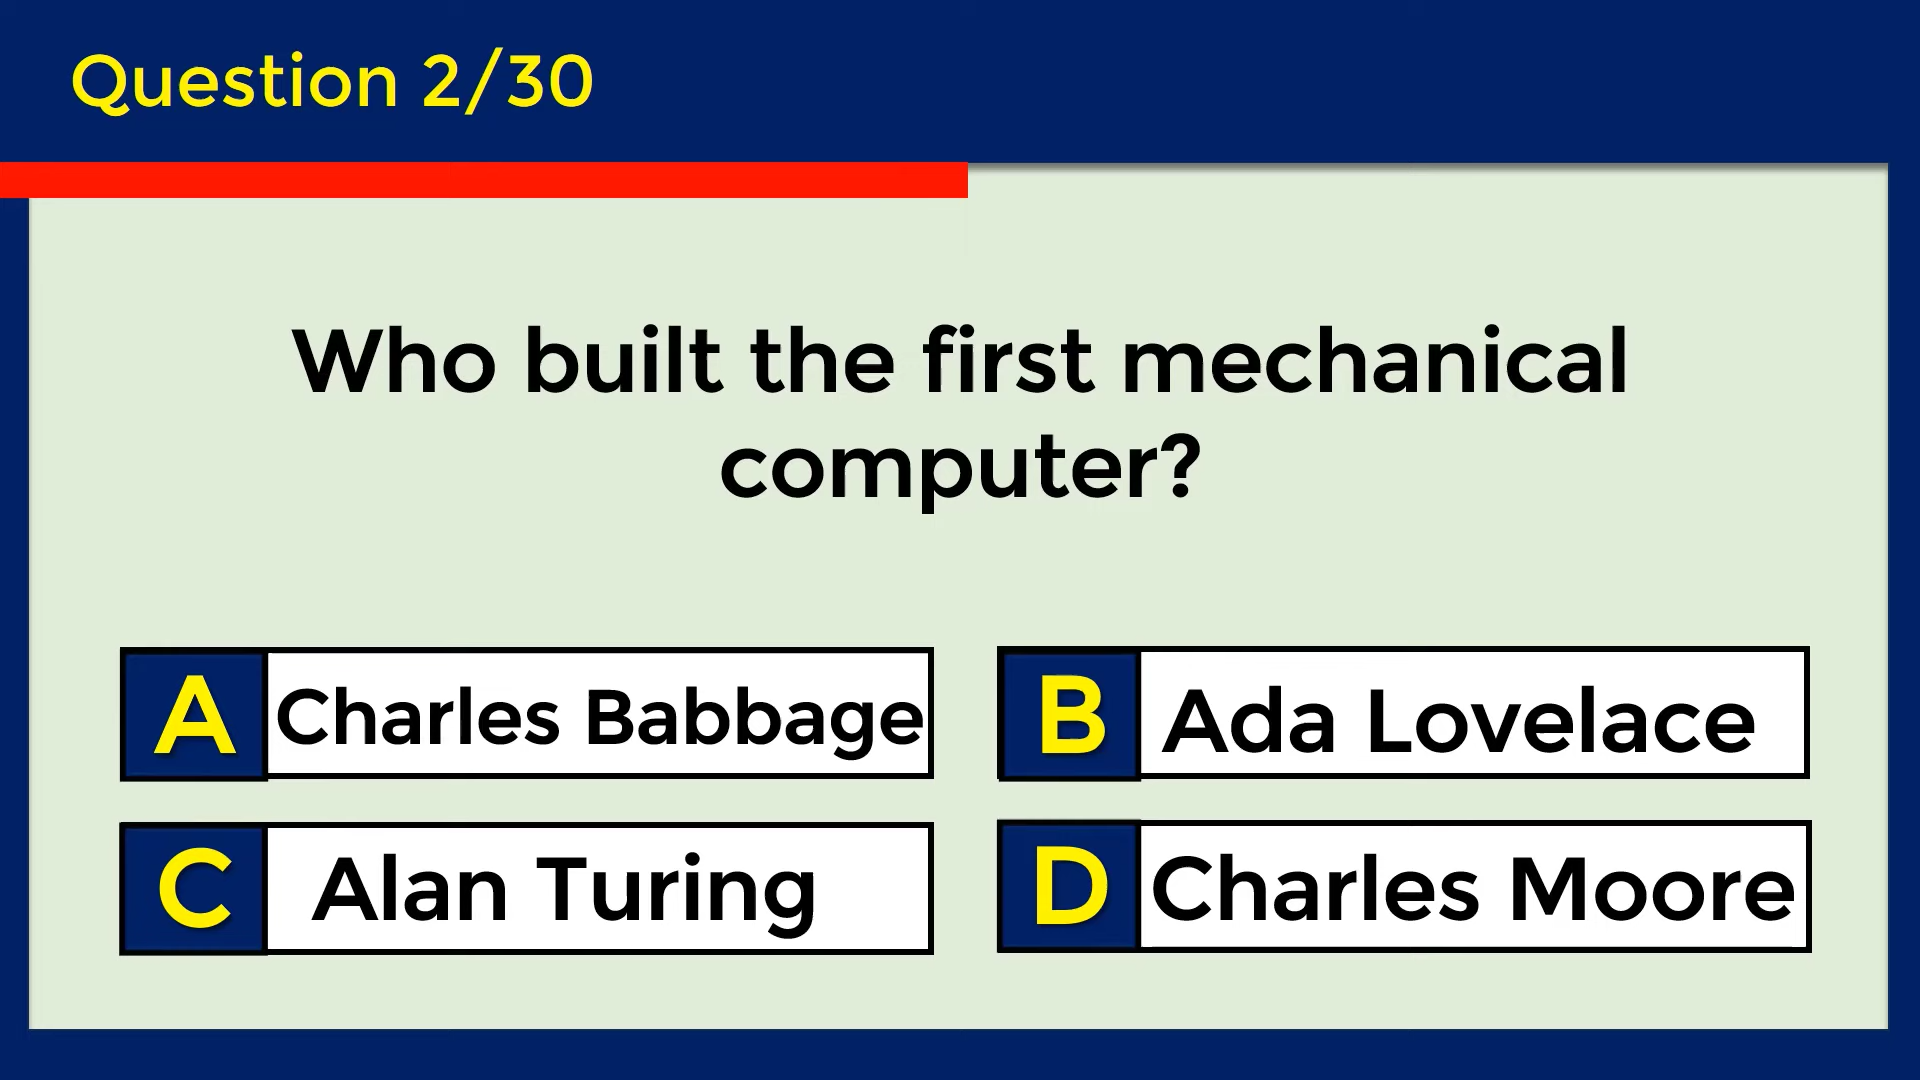 Question 2/30
Who built the first mechanical
computer?
A Charles Babbage
B Ada Lovelace
C Alan Turing
D Charles Moore